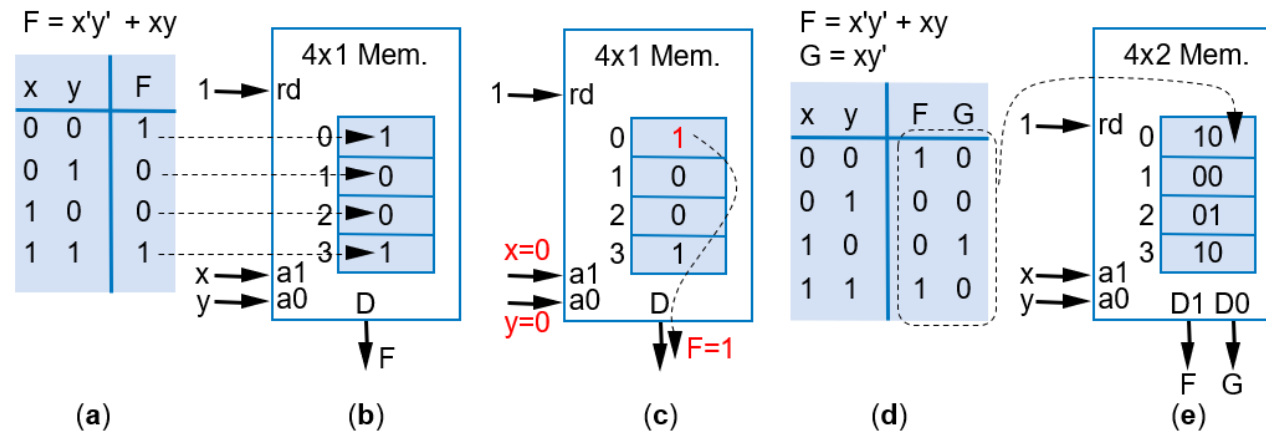 F = x'y' + xy
x y F
0 0 1
0 1 0
1 0 0
1 1 1
(a)
4x1 Mem.
1 rd
0 1
1 0
2 0
3 1
x a1
y a0
D
F
(b)
4x1 Mem.
1 rd
0 1
1 0
2 0
3 1
x=0
a1
a0
y=0
D
F=1
(c)
F = x'y' + xy
G = xy'
x y F G
0 0 1 0
0 1 0 0
1 0 0 1
1 1 1 0
(d)
4x2 Mem.
1 rd
0 10
1 00
2 01
3 10
x a1
y a0
D1 D0
F G
(e)